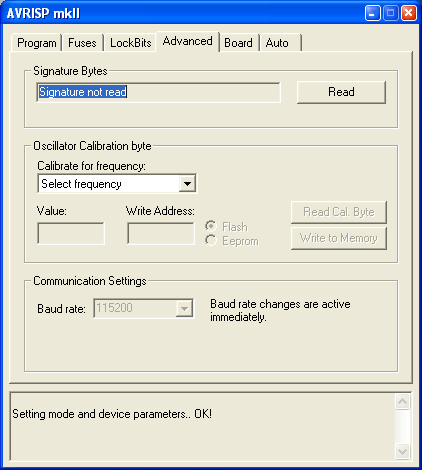 AVRISP mkII
Program Fuses LockBits Advanced Board Auto
Signature Bytes
Signature not read Read
Oscillator Calibration byte
Calibrate for frequency:
Select frequency
Value: Write Address:
Flash
Eeprom
Read Cal. Byte
Write to Memory
Communication Settings
Baud rate: 115200
Baud rate changes are active
immediately.
Setting mode and device parameters.. OK!